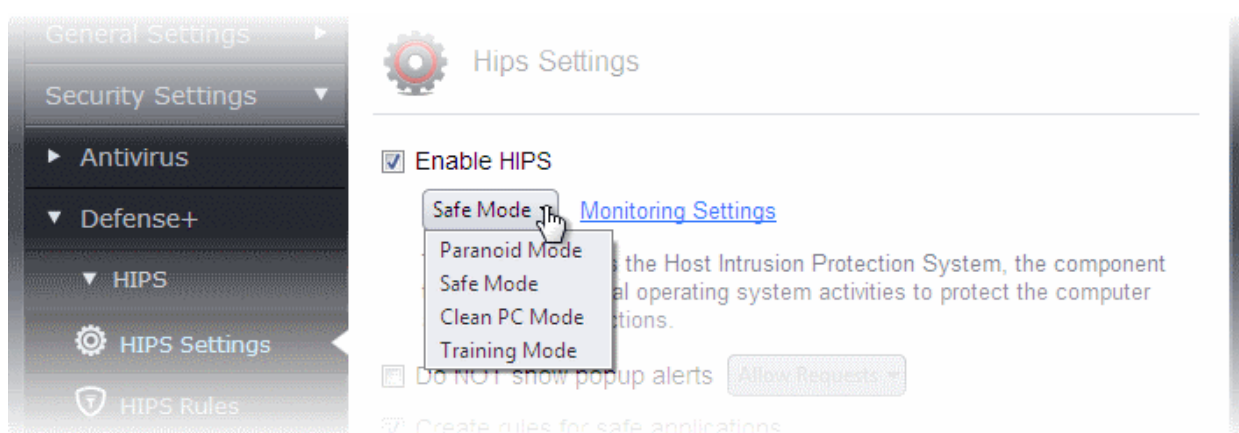 General Settings
Security Settings
Antivirus
Defense+
HIPS
HIPS Settings
HIPS Rules
Hips Settings
Enable HIPS
Safe Mode Monitoring Settings
Paranoid Mode
Safe Mode
Clean PC Mode
Training Mode
the Host Intrusion Protection System, the component
operating system activities to protect the computer
Do NOT show popup alerts Allow Requests
Create rules for safe applications